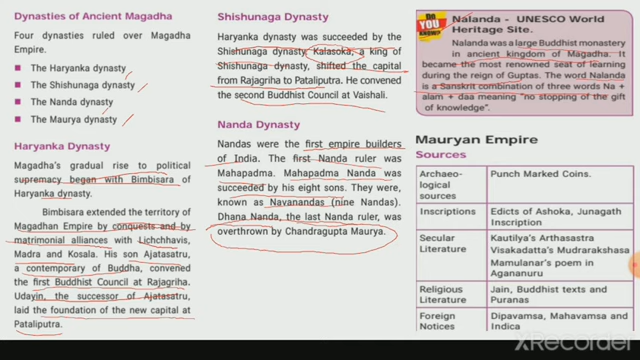 Dynasties of Ancient Magadha
Four dynasties ruled over Magadha
Empire.
The Haryanka dynasty
The Shishunaga dynasty
The Nanda dynasty
The Maurya dynasty
Haryanka Dynasty
Magadha's gradual rise to political
supremacy began with Bimbisara of
Haryanka dynasty.
Bimbisara extended the territory of
Magadhan Empire by conquests and by
matrimonial alliances with Lichchhavis,
Madra and Kosala. His son Ajatasatru,
a contemporary of Buddha, convened
the first Buddhist Council at Rajagriha.
Udayin, the successor of Ajatasatru,
laid the foundation of the new capital at
Pataliputra.
Shishunaga Dynasty
Haryanka dynasty was succeeded by the
Shishunaga dynasty. Kalasoka, a king of
Shishunaga dynasty, shifted the capital
from Rajagriha to Pataliputra. He convened
the second Buddhist Council at Vaishali.
Nanda Dynasty
Nandas were the first empire builders
of India. The first Nanda ruler was
Mahapadma. Mahapadma Nanda was
succeeded by his eight sons. They were,
known as Navanandas (nine Nandas).
Dhana Nanda, the last Nanda ruler, was
overthrown by Chandragupta Maurya.
Do YOU KNOW?
Nalanda - UNESCO World
Heritage Site.
Nalanda was a large Buddhist monastery
in ancient kingdom of Magadha. It
became the most renowned seat of learning
during the reign of Guptas. The word Nalanda
is a Sanskrit combination of three words Na +
alam + daa meaning "no stopping of the gift
of knowledge".
Mauryan Empire
Sources
Archaeo-
logical
sources
Punch Marked Coins.
Inscriptions
Edicts of Ashoka, Junagath
Inscription
Secular
Literature
Kautilya's Arthasastra
Visakadatta's Mudrarakshasa
Mamulanar's poem in
Agananuru
Religious
Literature
Jain, Buddhist texts and
Puranas
Foreign
Notices
Dipavamsa, Mahavamsa and
Indica
XRecorder